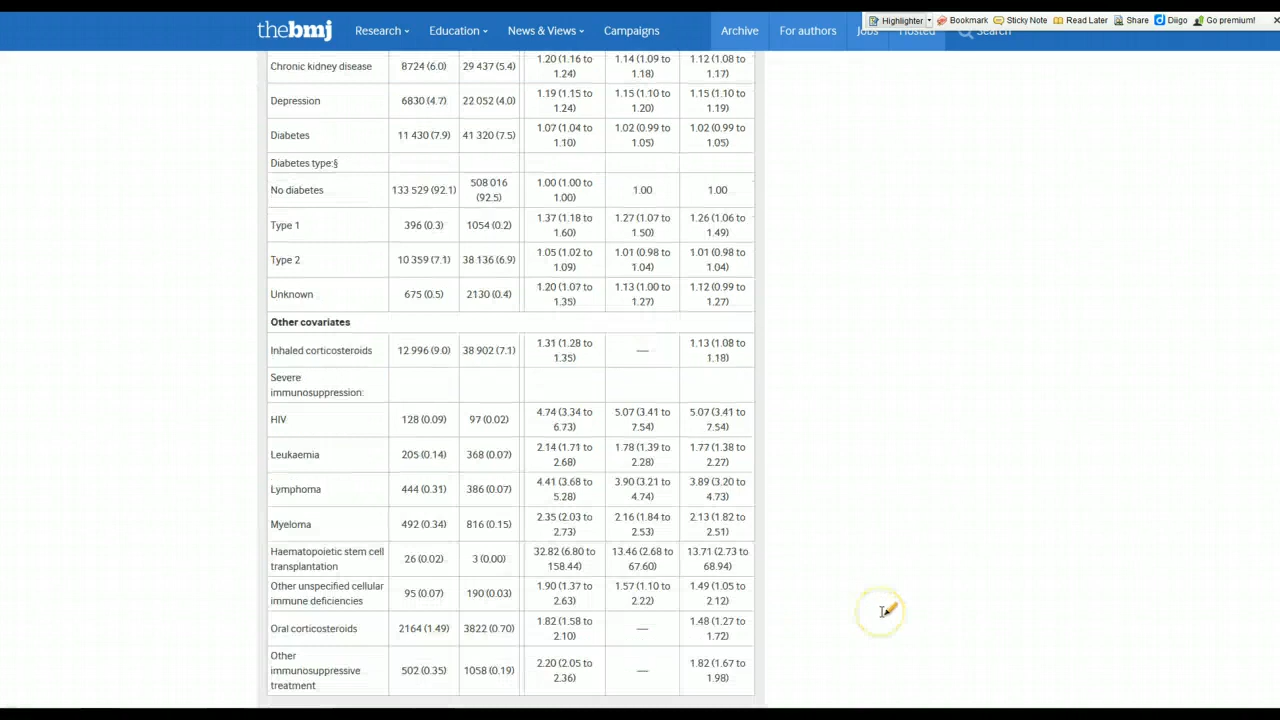 Highlighter Bookmark Sticky Note Read Later Share Diigo Go premium!
thebmj Research Education News & Views Campaigns Archive For authors Jobs Hosted Search
Chronic kidney disease 8724 (6.0) 29 437 (5.4) 1.20 (1.16 to 1.24) 1.14 (1.09 to 1.18) 1.12 (1.08 to 1.17)
Depression 6830 (4.7) 22 052 (4.0) 1.19 (1.15 to 1.24) 1.15 (1.10 to 1.20) 1.15 (1.10 to 1.19)
Diabetes 11 430 (7.9) 41 320 (7.5) 1.07 (1.04 to 1.10) 1.02 (0.99 to 1.05) 1.02 (0.99 to 1.05)
Diabetes type:§
No diabetes 133 529 (92.1) 508 016 (92.5) 1.00 (1.00 to 1.00) 1.00 1.00
Type 1 396 (0.3) 1054 (0.2) 1.37 (1.18 to 1.60) 1.27 (1.07 to 1.50) 1.26 (1.06 to 1.49)
Type 2 10 359 (7.1) 38 136 (6.9) 1.05 (1.02 to 1.09) 1.01 (0.98 to 1.04) 1.01 (0.98 to 1.04)
Unknown 675 (0.5) 2130 (0.4) 1.20 (1.07 to 1.35) 1.13 (1.00 to 1.27) 1.12 (0.99 to 1.27)
Other covariates
Inhaled corticosteroids 12 996 (9.0) 38 902 (7.1) 1.31 (1.28 to 1.35) — 1.13 (1.08 to 1.18)
Severe immunosuppression:
HIV 128 (0.09) 97 (0.02) 4.74 (3.34 to 6.73) 5.07 (3.41 to 7.54) 5.07 (3.41 to 7.54)
Leukaemia 205 (0.14) 368 (0.07) 2.14 (1.71 to 2.68) 1.78 (1.39 to 2.28) 1.77 (1.38 to 2.27)
Lymphoma 444 (0.31) 386 (0.07) 4.41 (3.68 to 5.28) 3.90 (3.21 to 4.74) 3.89 (3.20 to 4.73)
Myeloma 492 (0.34) 816 (0.15) 2.35 (2.03 to 2.73) 2.16 (1.84 to 2.53) 2.13 (1.82 to 2.51)
Haematopoietic stem cell transplantation 26 (0.02) 3 (0.00) 32.82 (6.80 to 158.44) 13.46 (2.68 to 67.60) 13.71 (2.73 to 68.94)
Other unspecified cellular immune deficiencies 95 (0.07) 190 (0.03) 1.90 (1.37 to 2.63) 1.57 (1.10 to 2.22) 1.49 (1.05 to 2.12)
Oral corticosteroids 2164 (1.49) 3822 (0.70) 1.82 (1.58 to 2.10) — 1.48 (1.27 to 1.72)
Other immunosuppressive treatment 502 (0.35) 1058 (0.19) 2.20 (2.05 to 2.36) — 1.82 (1.67 to 1.98)